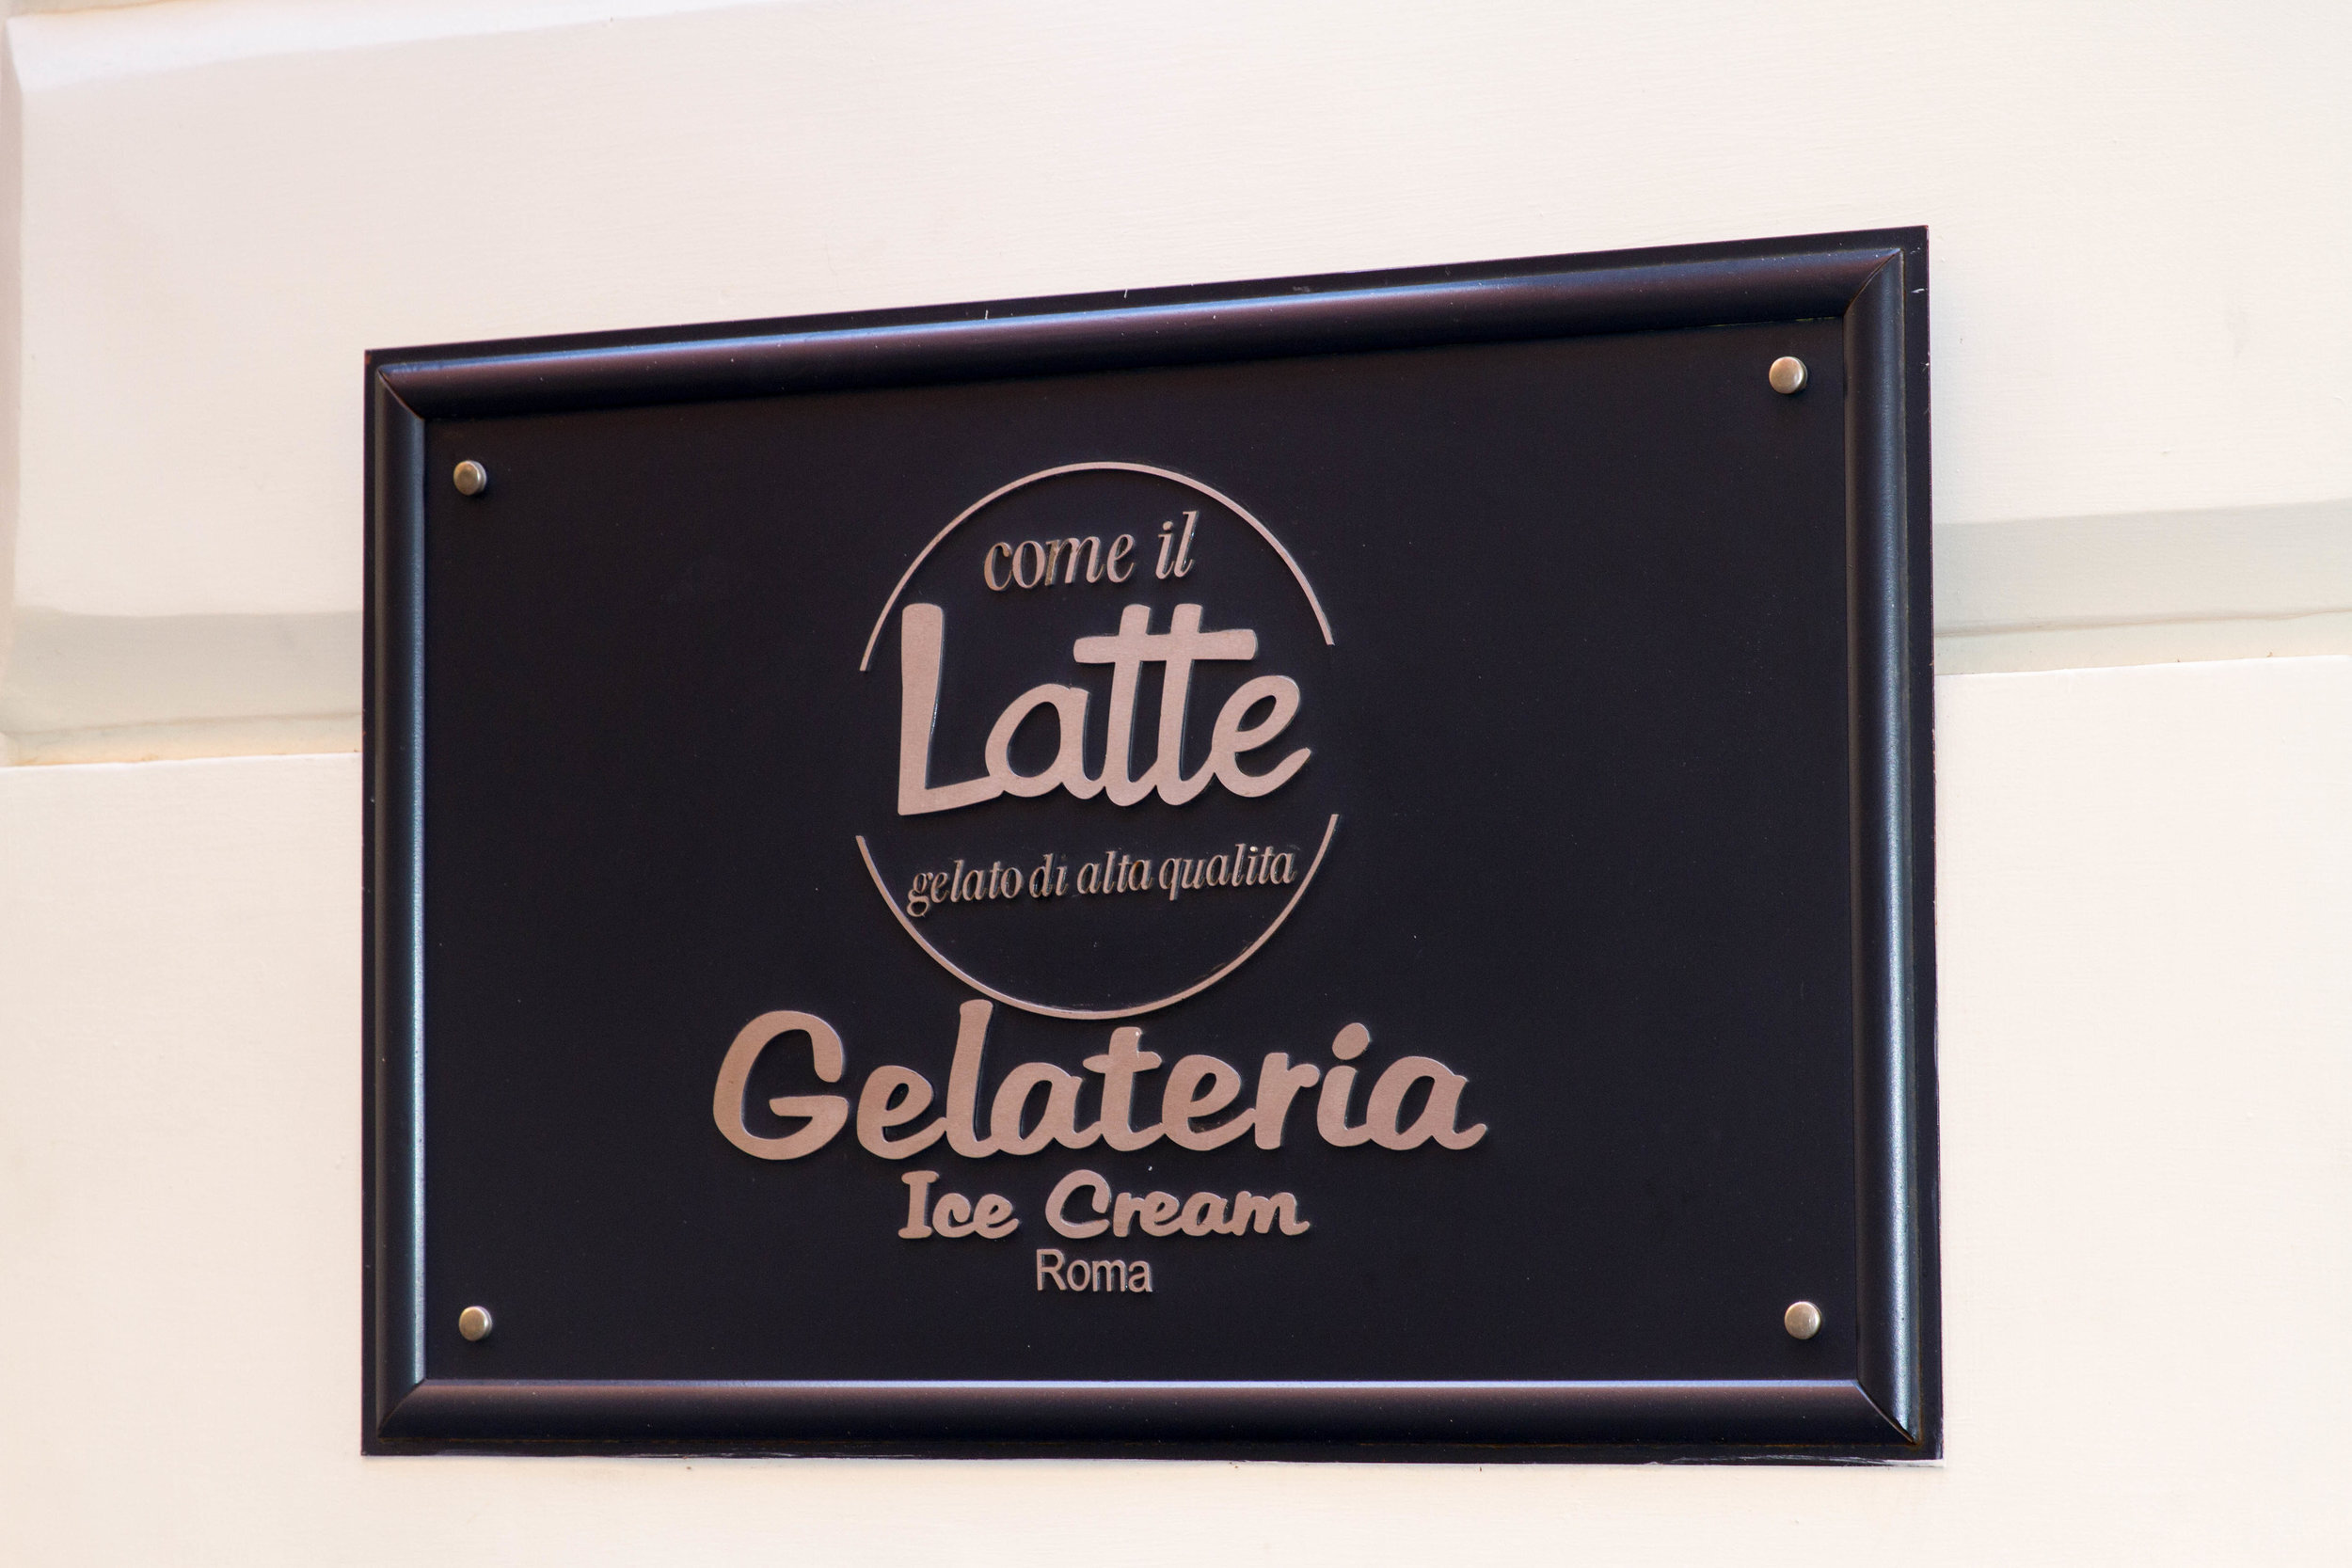 come il
Latte
gelato di alta qualita
Gelateria
Ice Cream
Roma